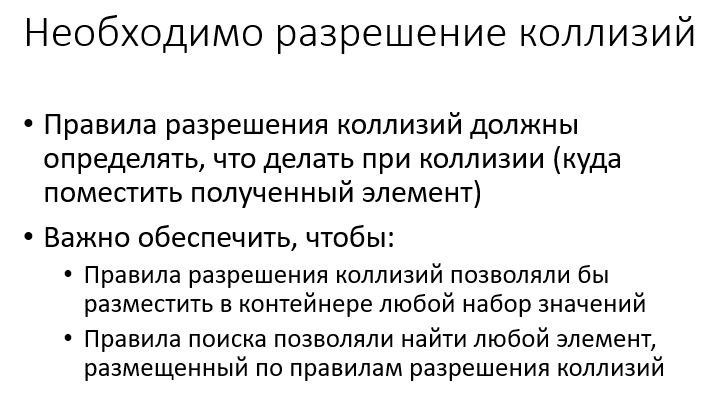 Необходимо разрешение коллизий
• Правила разрешения коллизий должны
определять, что делать при коллизии (куда
поместить полученный элемент)
• Важно обеспечить, чтобы:
• Правила разрешения коллизий позволяли бы
разместить в контейнере любой набор значений
• Правила поиска позволяли найти любой элемент,
размещенный по правилам разрешения коллизий